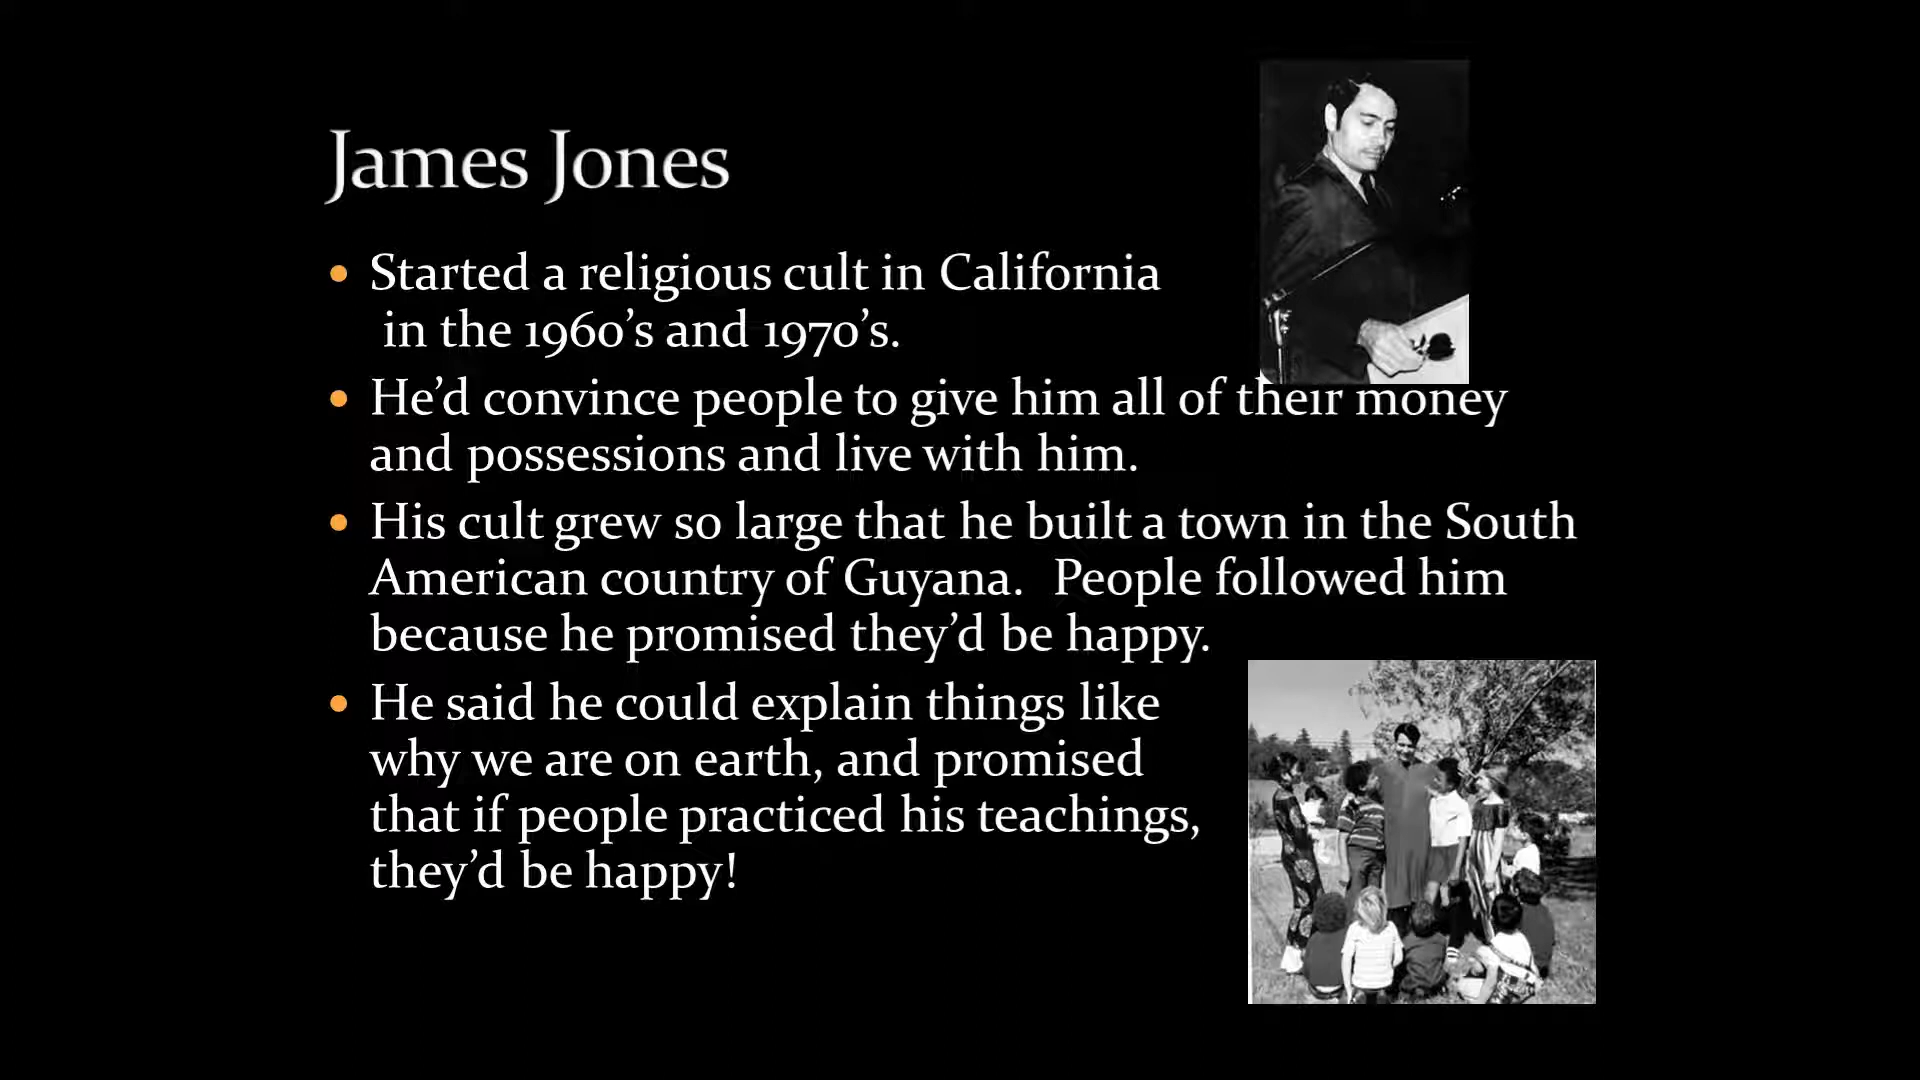 James Jones
Started a religious cult in California
in the 1960's and 1970's.
He'd convince people to give him all of their money
and possessions and live with him.
His cult grew so large that he built a town in the South
American country of Guyana.  People followed him
because he promised they'd be happy.
He said he could explain things like
why we are on earth, and promised
that if people practiced his teachings,
they'd be happy!